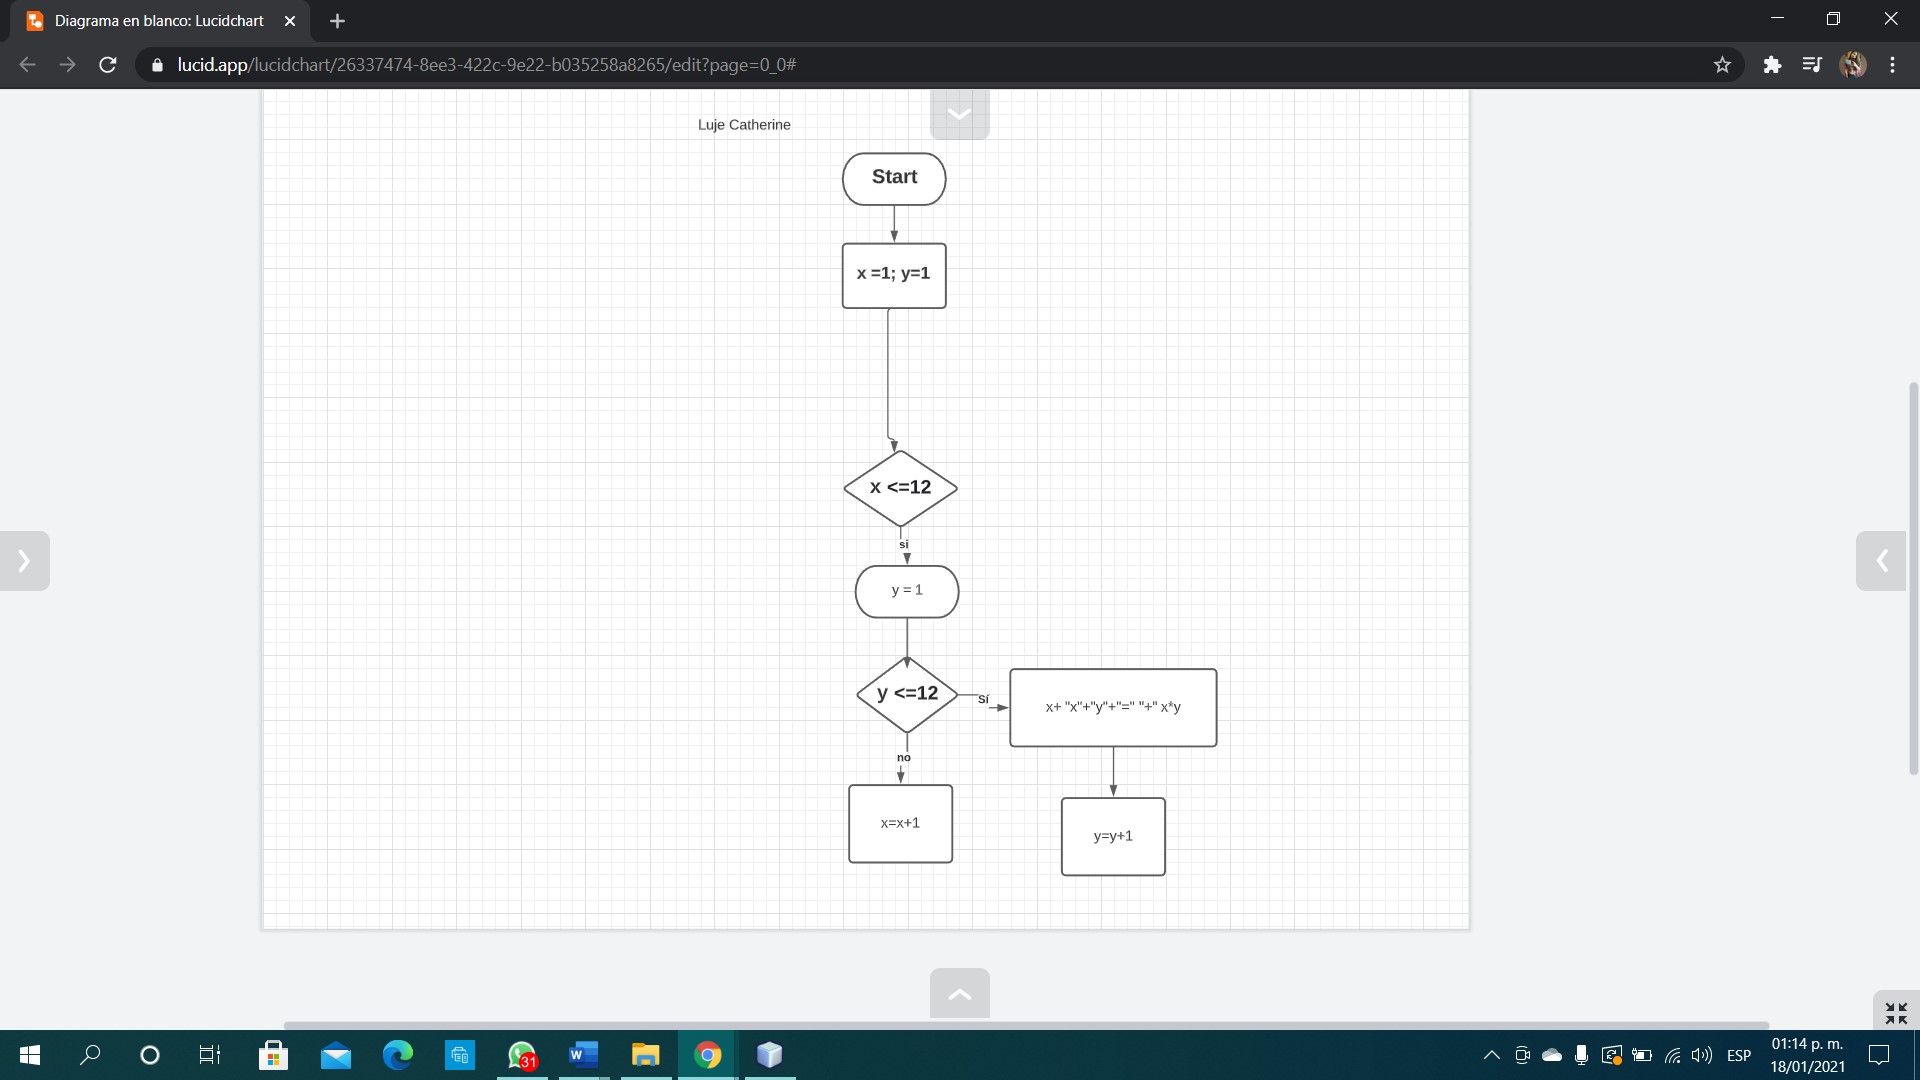 Diagrama en blanco: Lucidchart
lucid.app/lucidchart/26337474-8ee3-422c-9e22-b035258a8265/edit?page=0_0#
Luje Catherine
Start
x =1; y=1
x <=12
si
y = 1
y <=12
Sí
x+ "x"+"y"+"=" "+" x*y
no
x=x+1
y=y+1
31
ESP
01:14 p. m.
18/01/2021